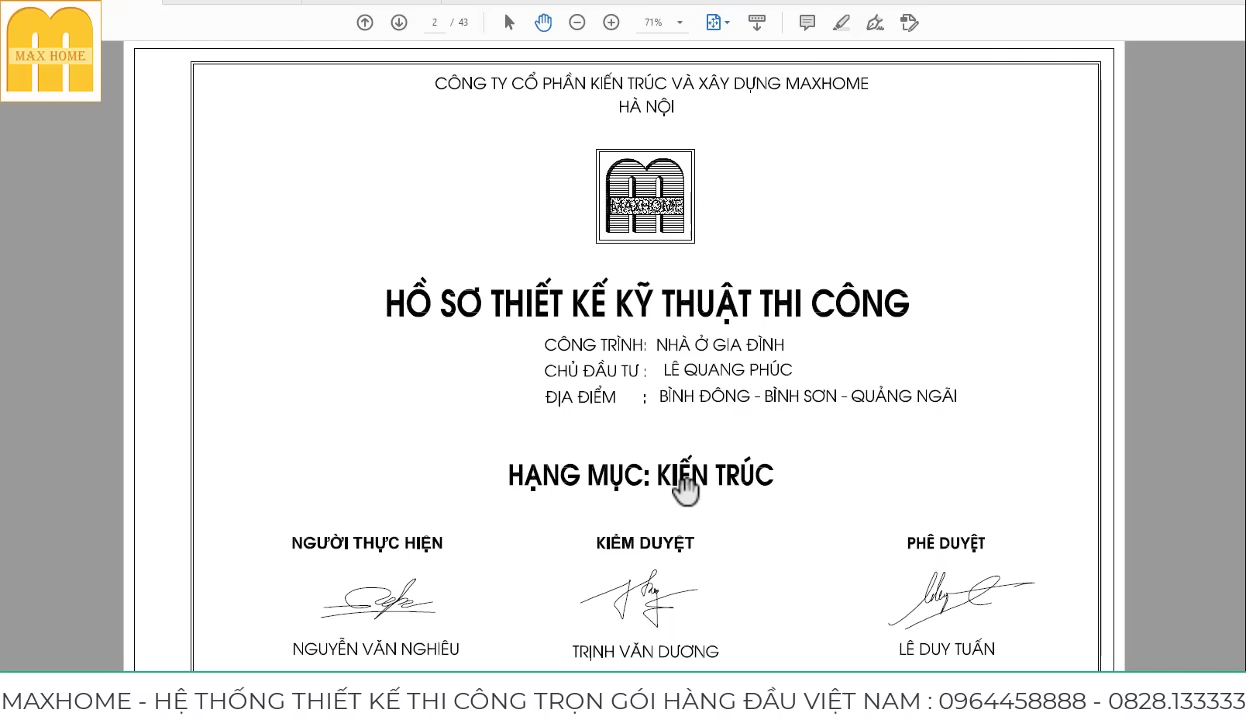 MAX HOME
2 / 43
71%
CÔNG TY CỔ PHẦN KIẾN TRÚC VÀ XÂY DỰNG MAXHOME
HÀ NỘI
MAXHOME
HỒ SƠ THIẾT KẾ KỸ THUẬT THI CÔNG
CÔNG TRÌNH: NHÀ Ở GIA ĐÌNH
CHỦ ĐẦU TƯ : LÊ QUANG PHÚC
ĐỊA ĐIỂM : BÌNH ĐÔNG - BÌNH SƠN - QUẢNG NGÃI
HẠNG MỤC: KIẾN TRÚC
NGƯỜI THỰC HIỆN KIỂM DUYỆT PHÊ DUYỆT
NGUYỄN VĂN NGHIÊU TRỊNH VĂN DƯƠNG LÊ DUY TUẤN
MAXHOME - HỆ THỐNG THIẾT KẾ THI CÔNG TRỌN GÓI HÀNG ĐẦU VIỆT NAM : 0964458888 - 0828.133333